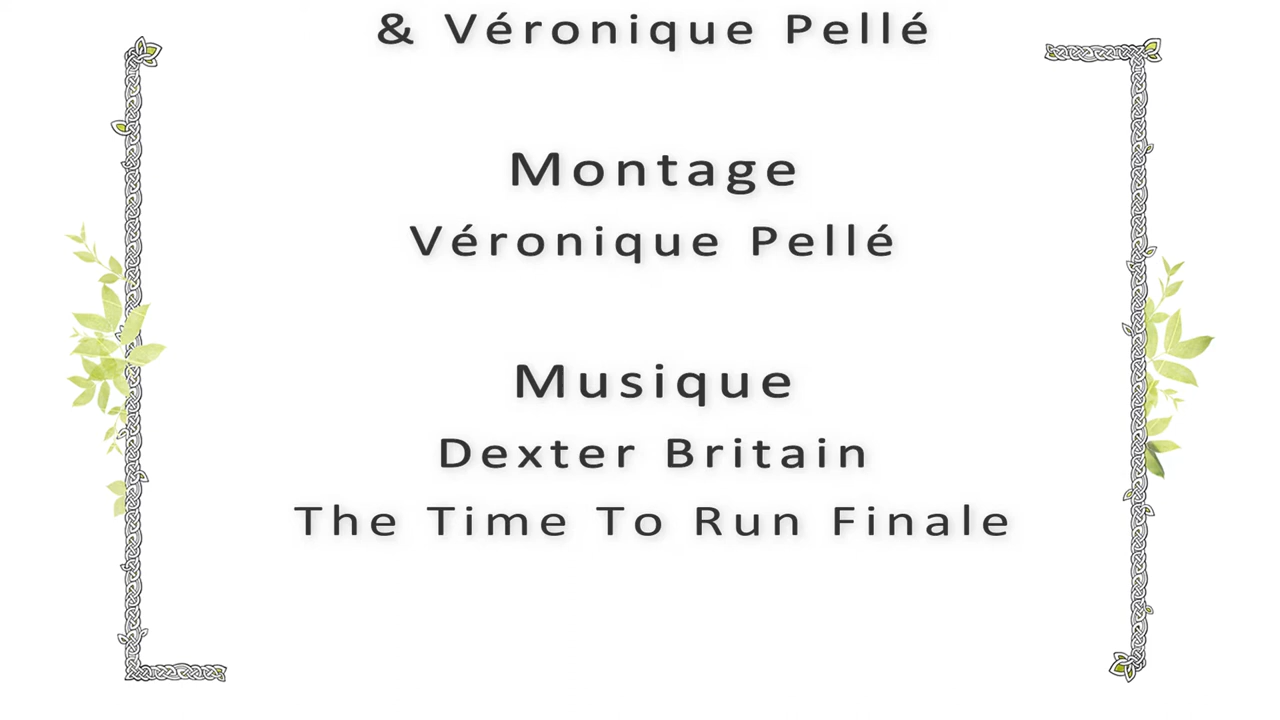 & Véronique Pellé
Montage
Véronique Pellé
Musique
Dexter Britain
The Time To Run Finale